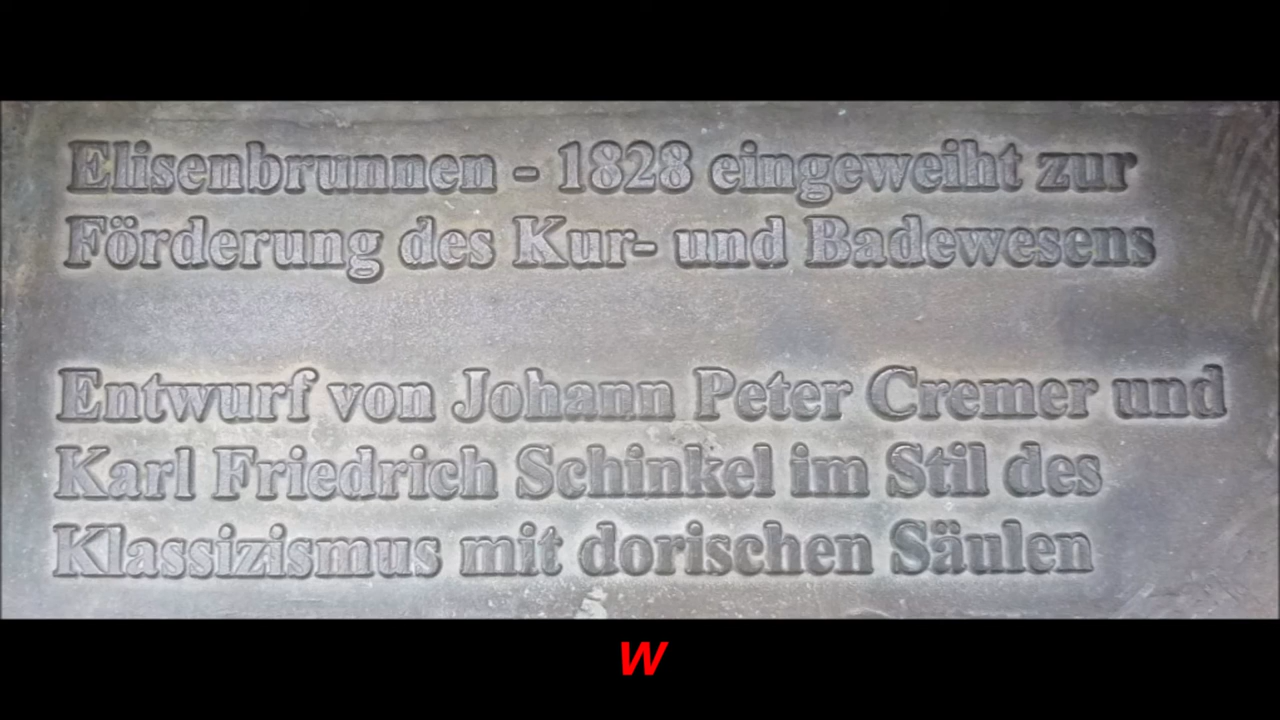 Elisenbrunnen - 1828 eingeweiht zur
Förderung des Kur- und Badewesens
Entwurf von Johann Peter Cremer und
Karl Friedrich Schinkel im Stil des
Klassizismus mit dorischen Säulen
W